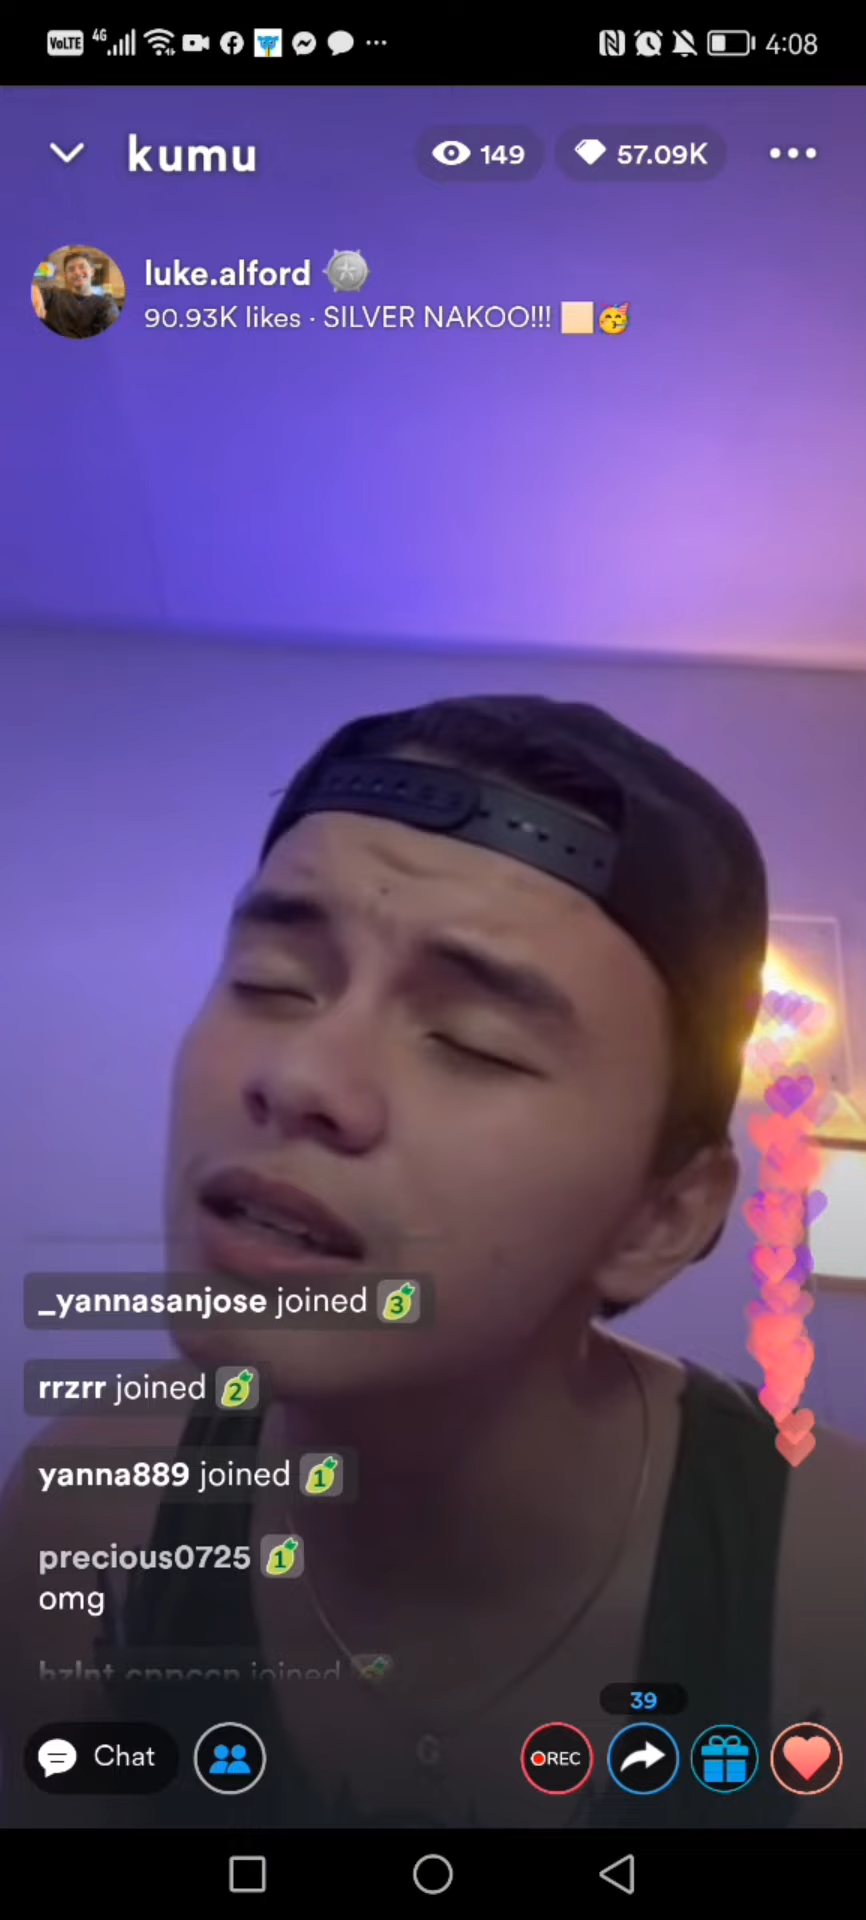 VoLTE 4G 4:08
kumu 149 57.09K
luke.alford
90.93K likes · SILVER NAKOO!!! 🏻🥳
_yannasanjose joined 3
rrzrr joined 2
yanna889 joined 1
precious0725 1
omg
joined
39
Chat REC